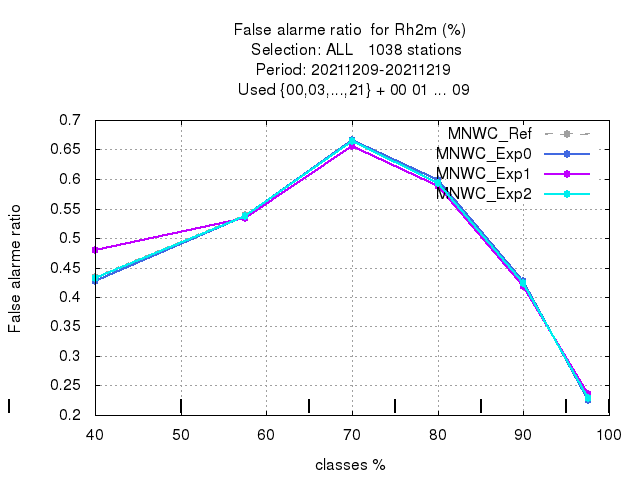 False alarme ratio  for Rh2m (%)
Selection: ALL   1038 stations
Period: 20211209-20211219
Used {00,03,...,21} + 00 01 ... 09
MNWC_Ref
MNWC_Exp0
MNWC_Exp1
MNWC_Exp2
False alarme ratio
0.7
0.65
0.6
0.55
0.5
0.45
0.4
0.35
0.3
0.25
0.2
40 50 60 70 80 90 100
classes %